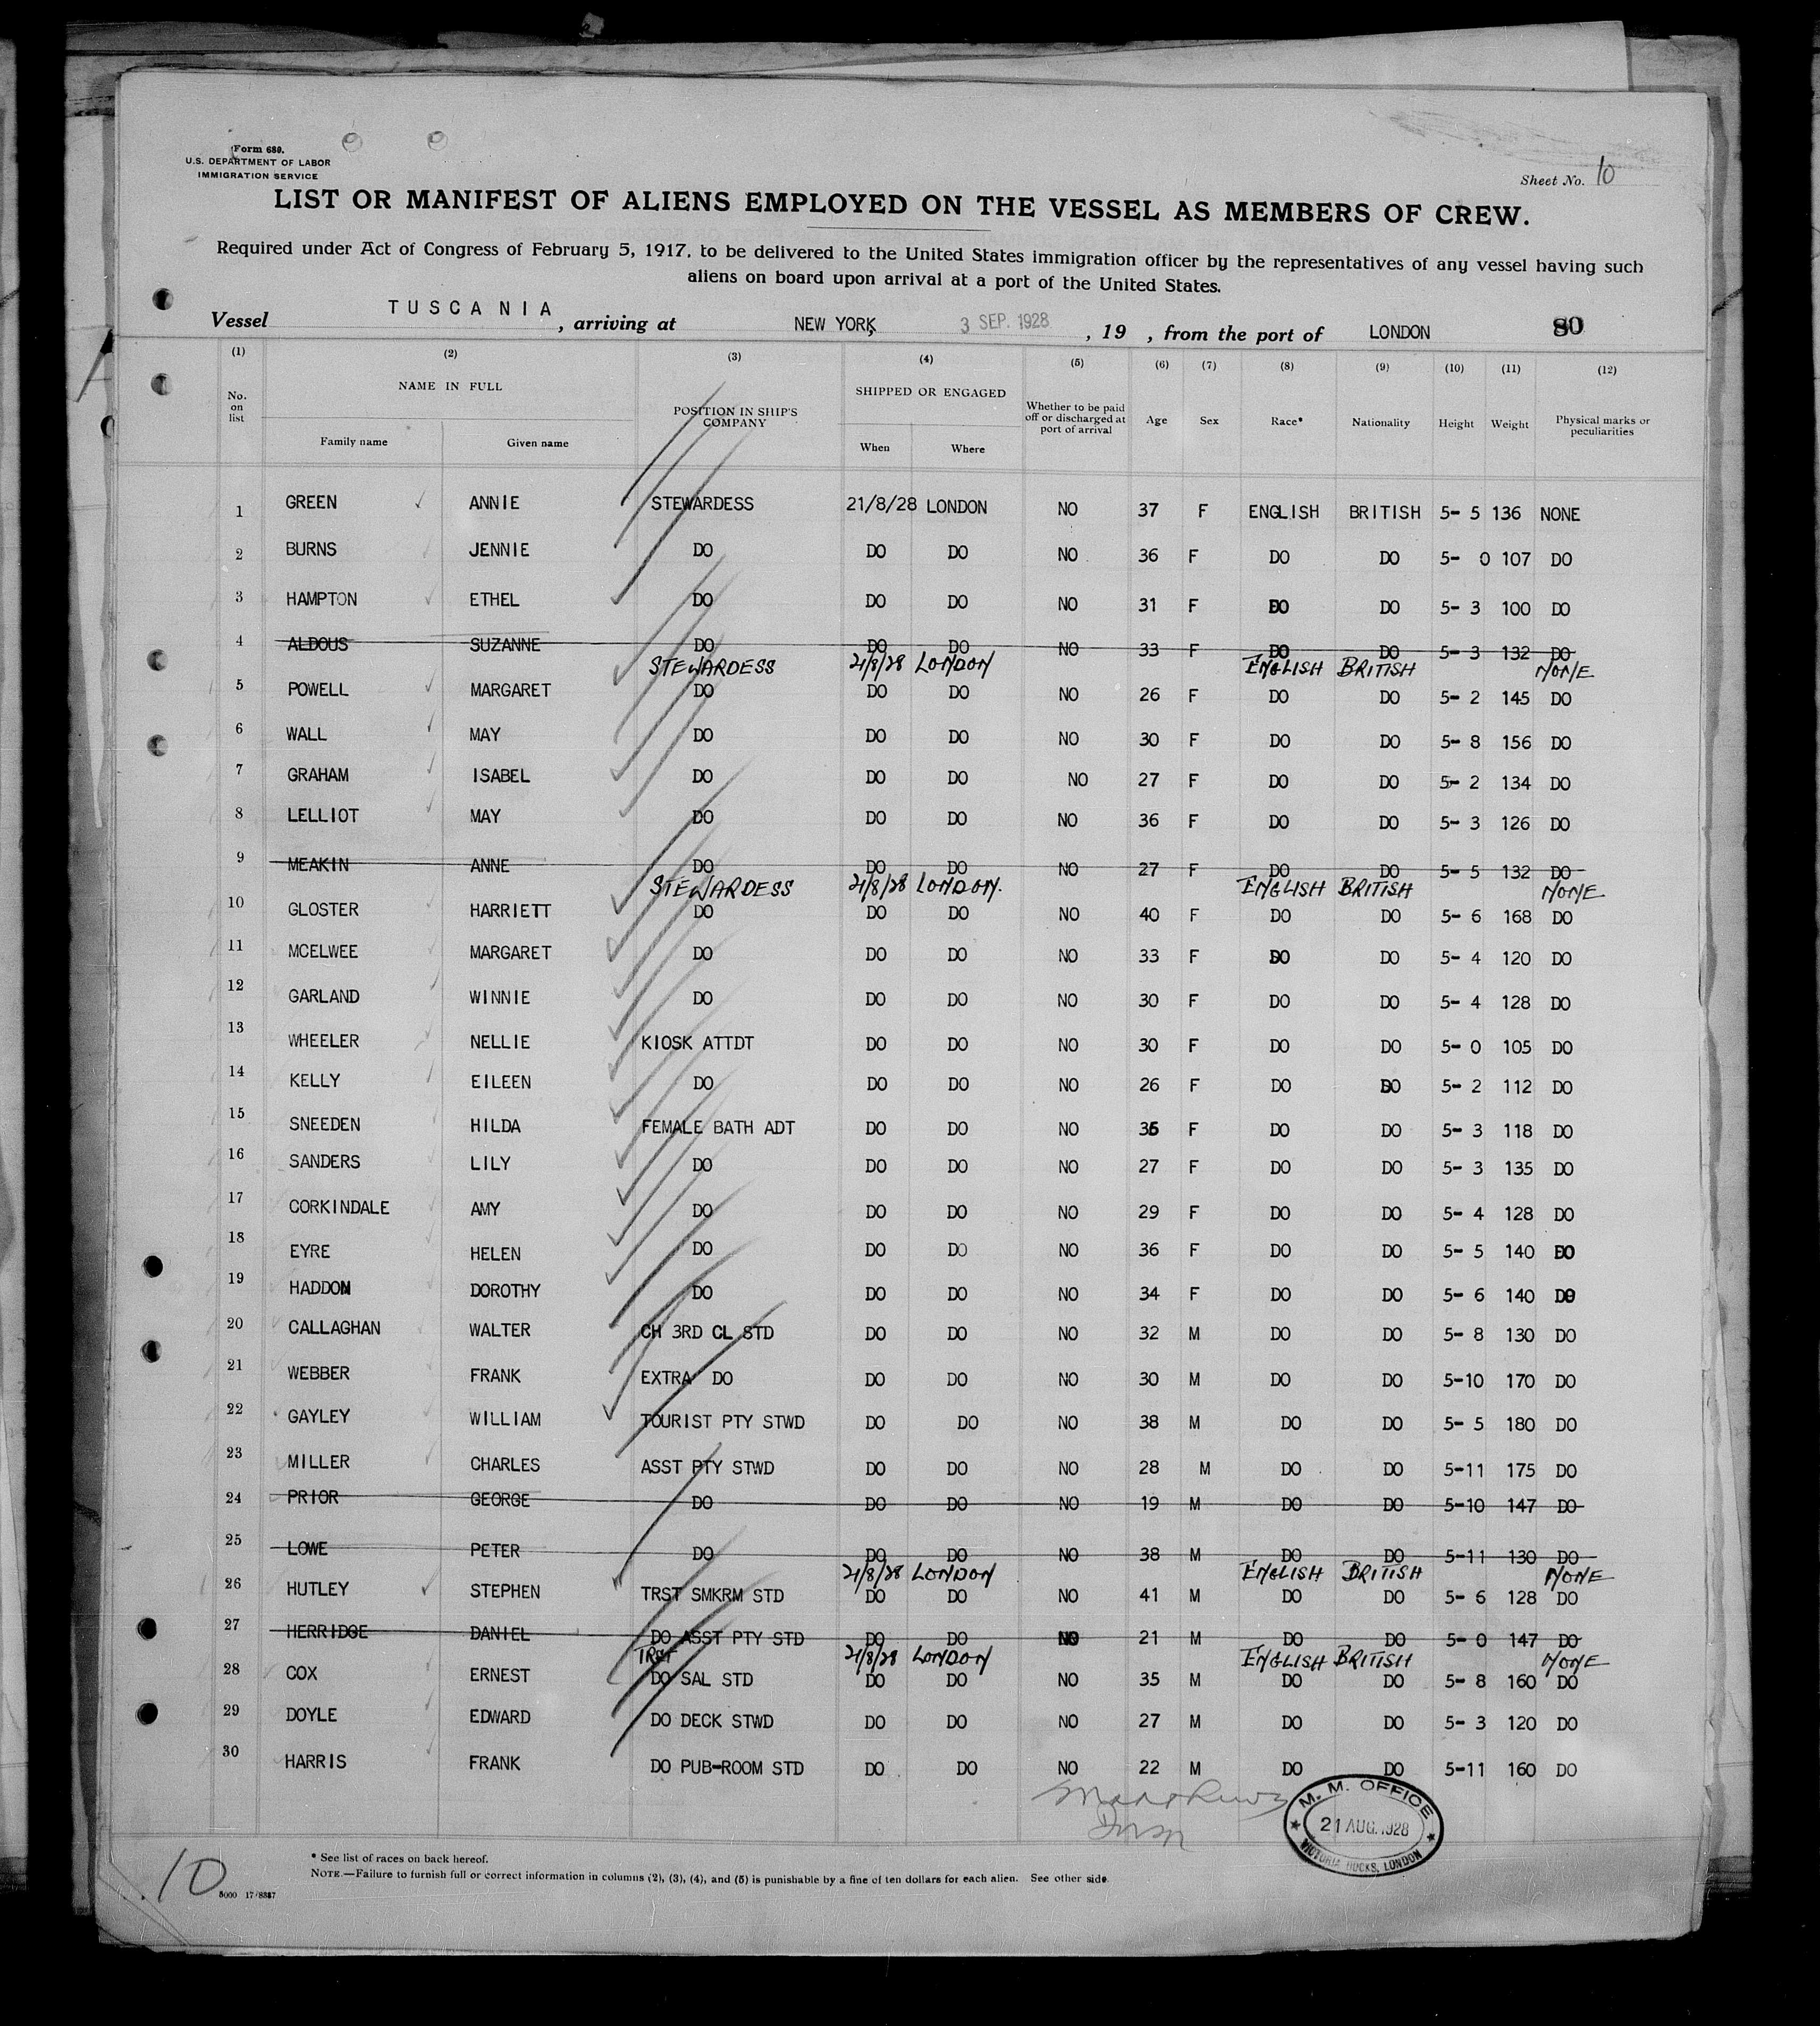 Form 680.
U.S. DEPARTMENT OF LABOR
IMMIGRATION SERVICE
Sheet No. 10
LIST OR MANIFEST OF ALIENS EMPLOYED ON THE VESSEL AS MEMBERS OF CREW.
Required under Act of Congress of February 5, 1917, to be delivered to the United States immigration officer by the representatives of any vessel having such
aliens on board upon arrival at a port of the United States.
Vessel TUSCANIA, arriving at NEW YORK, 3 SEP. 1928, 19 , from the port of LONDON 80
(1) (2) (3) (4) (5) (6) (7) (8) (9) (10) (11) (12)
No. on list NAME IN FULL Family name Given name POSITION IN SHIP'S COMPANY SHIPPED OR ENGAGED When Where Whether to be paid off or discharged at port of arrival Age Sex Race* Nationality Height Weight Physical marks or peculiarities
1 GREEN ANNIE STEWARDESS 21/8/28 LONDON NO 37 F ENGLISH BRITISH 5- 5 136 NONE
2 BURNS JENNIE DO DO DO NO 36 F DO DO 5- 0 107 DO
3 HAMPTON ETHEL DO DO DO NO 31 F DO DO 5- 3 100 DO
4 ALDOUS SUZANNE DO DO DO NO 33 F DO DO 5- 3 132 DO
STEWARDESS 21/8/28 LONDON ENGLISH BRITISH NONE
5 POWELL MARGARET DO DO DO NO 26 F DO DO 5- 2 145 DO
6 WALL MAY DO DO DO NO 30 F DO DO 5- 8 156 DO
7 GRAHAM ISABEL DO DO DO NO 27 F DO DO 5- 2 134 DO
8 LELLIOT MAY DO DO DO NO 36 F DO DO 5- 3 126 DO
9 MEAKIN ANNE DO DO DO NO 27 F DO DO 5- 5 132 DO
STEWARDESS 21/8/28 LONDON. ENGLISH BRITISH NONE
10 GLOSTER HARRIETT DO DO DO NO 40 F DO DO 5- 6 168 DO
11 MCELWEE MARGARET DO DO DO NO 33 F DO DO 5- 4 120 DO
12 GARLAND WINNIE DO DO DO NO 30 F DO DO 5- 4 128 DO
13 WHEELER NELLIE KIOSK ATTDT DO DO NO 30 F DO DO 5- 0 105 DO
14 KELLY EILEEN DO DO DO NO 26 F DO DO 5- 2 112 DO
15 SNEEDEN HILDA FEMALE BATH ADT DO DO NO 36 F DO DO 5- 3 118 DO
16 SANDERS LILY DO DO DO NO 27 F DO DO 5- 3 135 DO
17 CORKINDALE AMY DO DO DO NO 29 F DO DO 5- 4 128 DO
18 EYRE HELEN DO DO DO NO 36 F DO DO 5- 5 140 DO
19 HADDON DOROTHY DO DO DO NO 34 F DO DO 5- 6 140 DO
20 CALLAGHAN WALTER CH 3RD CL STD DO DO NO 32 M DO DO 5- 8 130 DO
21 WEBBER FRANK EXTRA DO DO DO NO 30 M DO DO 5-10 170 DO
22 GAYLEY WILLIAM TOURIST PTY STWD DO DO NO 38 M DO DO 5- 5 180 DO
23 MILLER CHARLES ASST PTY STWD DO DO NO 28 M DO DO 5-11 175 DO
24 PRIOR GEORGE DO DO DO NO 19 M DO DO 5-10 147 DO
25 LOWE PETER DO DO DO NO 38 M DO DO 5-11 130 DO
21/8/28 LONDON ENGLISH BRITISH NONE
26 HUTLEY STEPHEN TRST SMKRM STD DO DO NO 41 M DO DO 5- 6 128 DO
27 HERRIDGE DANIEL DO ASST PTY STD DO DO NO 21 M DO DO 5- 0 147 DO
TRST 21/8/28 LONDON ENGLISH BRITISH NONE
28 COX ERNEST DO SAL STD DO DO NO 35 M DO DO 5- 8 160 DO
29 DOYLE EDWARD DO DECK STWD DO DO NO 27 M DO DO 5- 3 120 DO
30 HARRIS FRANK DO PUB-ROOM STD DO DO NO 22 M DO DO 5-11 160 DO
M. M. OFFICE
21 AUG. 1928
VICTORIA DOCKS, LONDON
* See list of races on back hereof.
NOTE.—Failure to furnish full or correct information in columns (2), (3), (4), and (5) is punishable by a fine of ten dollars for each alien. See other side.
10